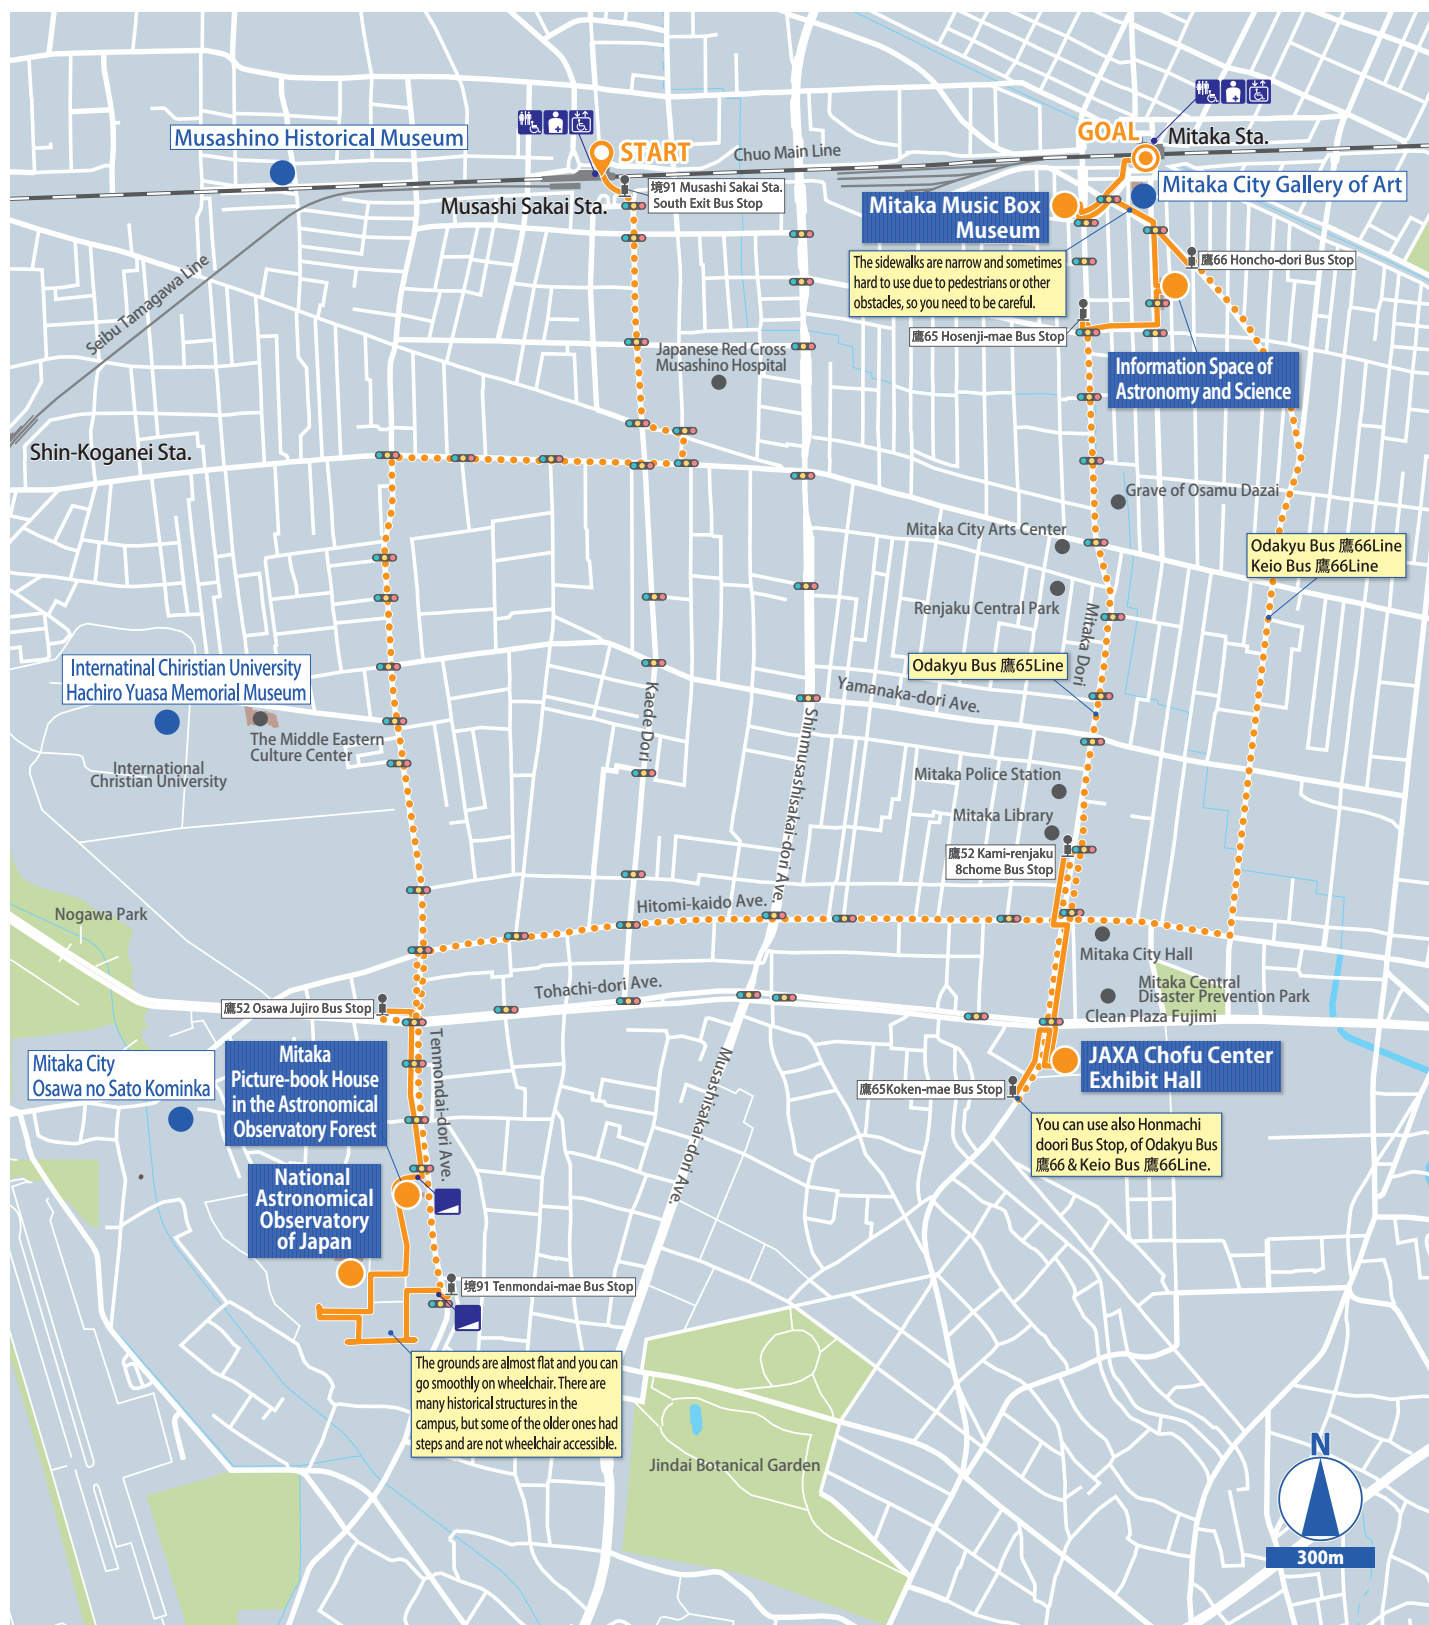 GOAL
Mitaka Sta.
Musashino Historical Museum
START
Chuo Main Line
境91 Musashi Sakai Sta.
South Exit Bus Stop
Musashi Sakai Sta.
Mitaka City Gallery of Art
Mitaka Music Box
Museum
The sidewalks are narrow and sometimes
hard to use due to pedestrians or other
obstacles, so you need to be careful.
鷹66 Honcho-dori Bus Stop
Seibu Tamagawa Line
鷹65 Hosenji-mae Bus Stop
Japanese Red Cross
Musashino Hospital
Information Space of
Astronomy and Science
Shin-Koganei Sta.
Grave of Osamu Dazai
Mitaka City Arts Center
Odakyu Bus 鷹66Line
Keio Bus 鷹66Line
Renjaku Central Park
Mitaka Dori
Internatinal Chiristian University
Hachiro Yuasa Memorial Museum
Odakyu Bus 鷹65Line
Yamanaka-dori Ave.
Kaede Dori
Shinmusashisakai-dori Ave.
The Middle Eastern
Culture Center
International
Christian University
Mitaka Police Station
Mitaka Library
鷹52 Kami-renjaku
8chome Bus Stop
Nogawa Park
Hitomi-kaido Ave.
Mitaka City Hall
Tohachi-dori Ave.
Mitaka Central
Disaster Prevention Park
鷹52 Osawa Jujiro Bus Stop
Clean Plaza Fujimi
Mitaka City
Osawa no Sato Kominka
Mitaka
Picture-book House
in the Astronomical
Observatory Forest
Tenmondai-dori Ave.
Musashisakai-dori Ave.
JAXA Chofu Center
Exhibit Hall
鷹65Koken-mae Bus Stop
You can use also Honmachi
doori Bus Stop, of Odakyu Bus
鷹66 & Keio Bus 鷹66Line.
National
Astronomical
Observatory
of Japan
境91 Tenmondai-mae Bus Stop
The grounds are almost flat and you can
go smoothly on wheelchair. There are
many historical structures in the
campus, but some of the older ones had
steps and are not wheelchair accessible.
Jindai Botanical Garden
N
300m